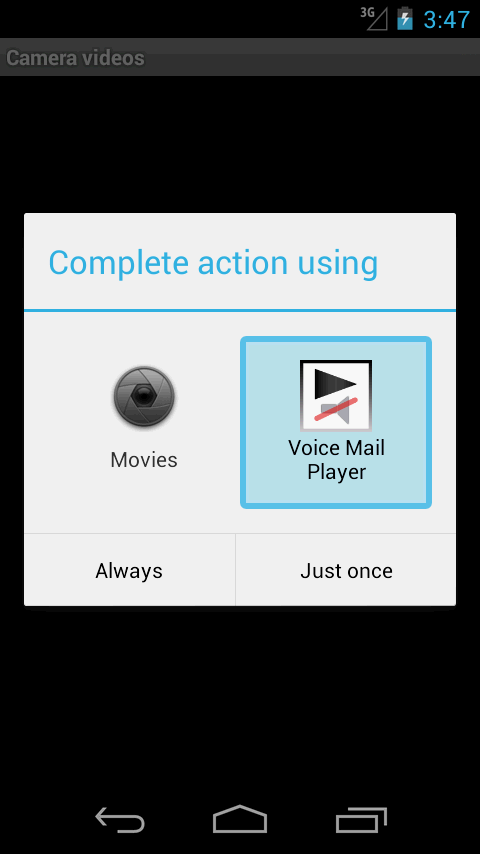 3G
3:47
Camera videos
Complete action using
Movies
Voice Mail
Player
Always
Just once